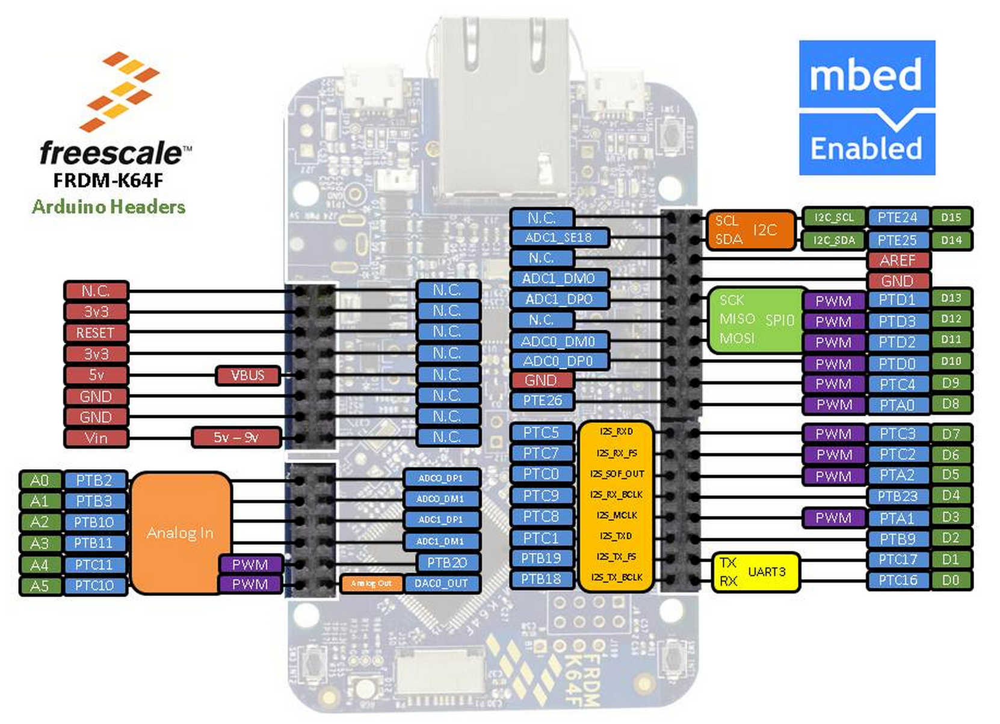 freescale™
FRDM-K64F
Arduino Headers
mbed
Enabled
N.C.
3v3
RESET
3v3
5v VBUS
GND
GND
Vin 5v – 9v
N.C.
N.C.
N.C.
N.C.
N.C.
N.C.
N.C.
N.C.
A0 PTB2
A1 PTB3
A2 PTB10
A3 PTB11
A4 PTC11 PWM
A5 PTC10 PWM
Analog In
ADC0_DP1
ADC0_DM1
ADC1_DP1
ADC1_DM1
PTB20
Analog Out DAC0_OUT
N.C.
ADC1_SE18
N.C.
ADC1_DM0
ADC1_DP0
N.C.
ADC0_DM0
ADC0_DP0
GND
PTE26
PTC5 I2S_RXD
PTC7 I2S_RX_FS
PTC0 I2S_SOF_OUT
PTC9 I2S_RX_BCLK
PTC8 I2S_MCLK
PTC1 I2S_TXD
PTB19 I2S_TX_FS
PTB18 I2S_TX_BCLK
SCL I2C
SDA
I2C_SCL PTE24 D15
I2C_SDA PTE25 D14
AREF
GND
SCK
MISO SPI0
MOSI
PWM PTD1 D13
PWM PTD3 D12
PWM PTD2 D11
PWM PTD0 D10
PWM PTC4 D9
PWM PTA0 D8
PWM PTC3 D7
PWM PTC2 D6
PWM PTA2 D5
PTB23 D4
PWM PTA1 D3
PTB9 D2
TX UART3 PTC17 D1
RX PTC16 D0
FRDM
K64F